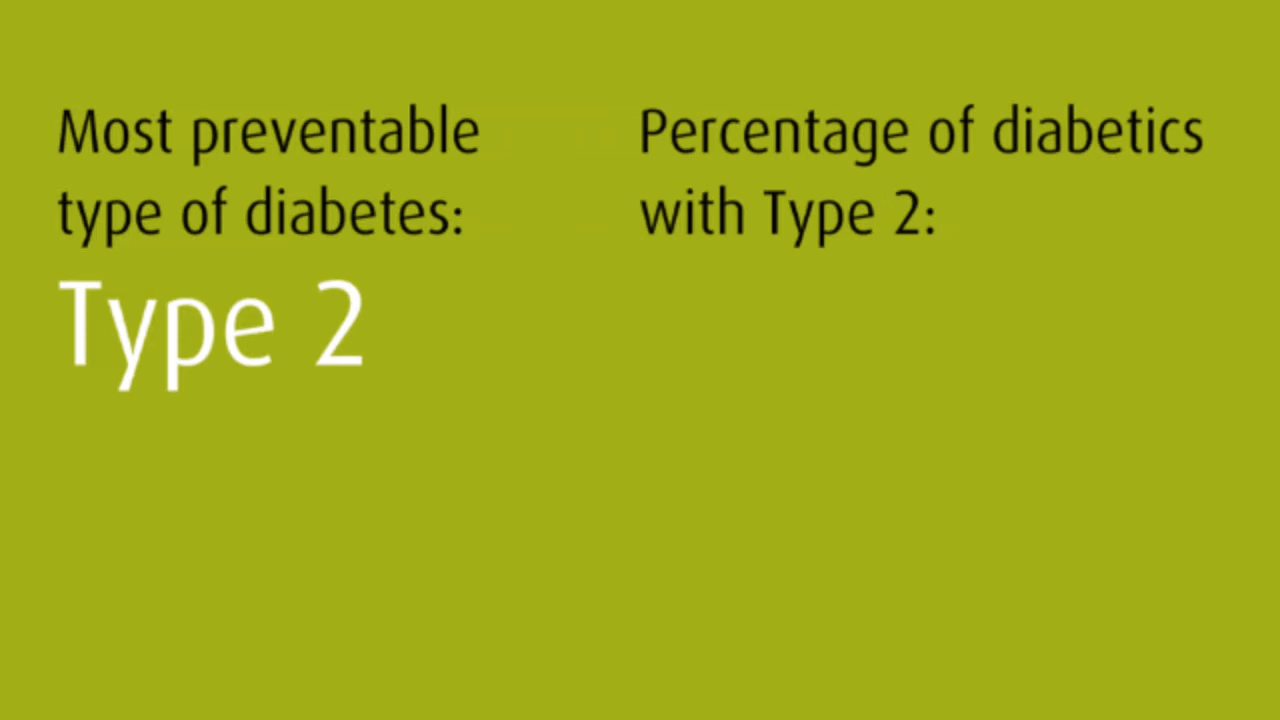 Most preventable
type of diabetes:
Type 2
Percentage of diabetics
with Type 2: